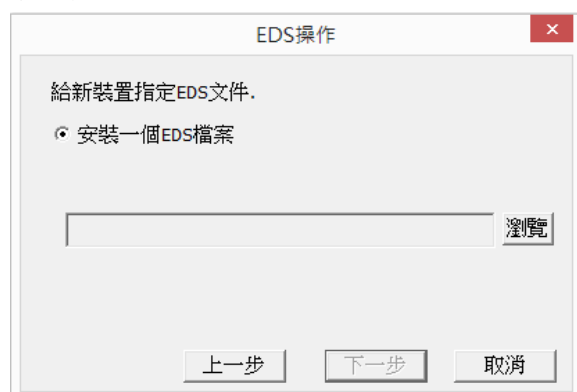 EDS操作
給新裝置指定EDS文件.
安裝一個EDS檔案
瀏覽
上一步
下一步
取消